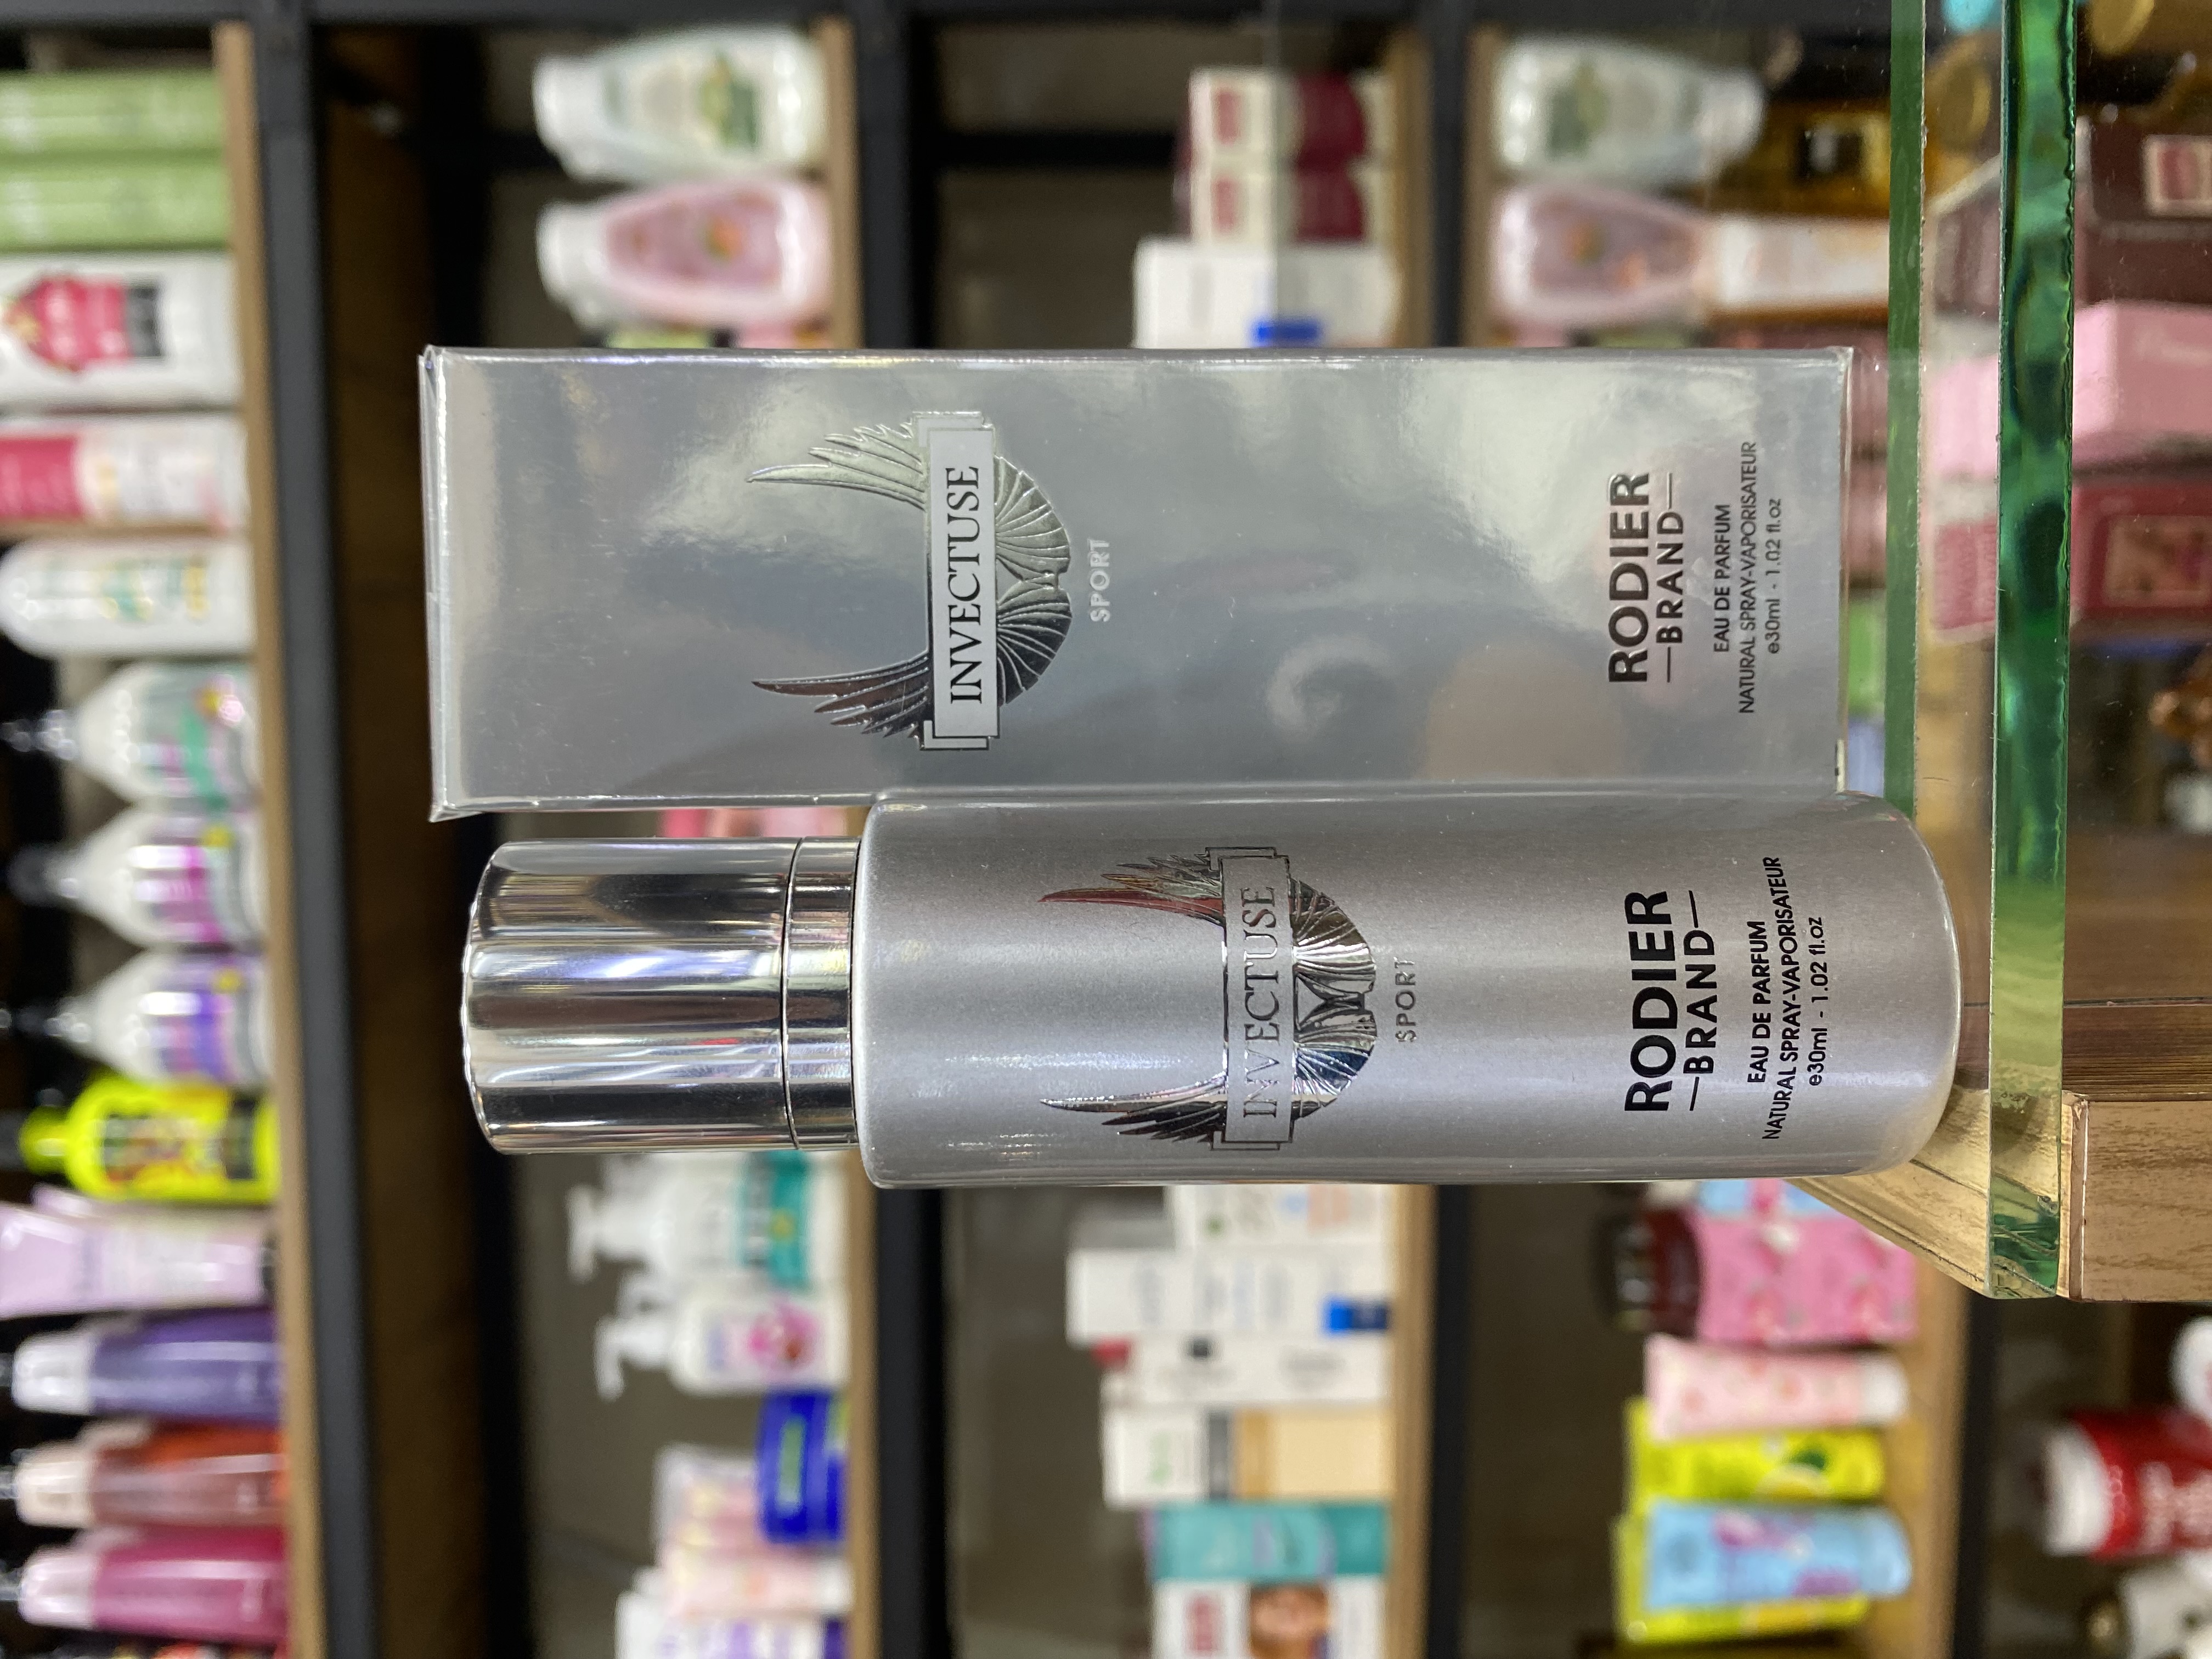 INVECTUSE
SPORT
RODIER
BRAND
EAU DE PARFUM
NATURAL SPRAY-VAPORISATEUR
e30ml - 1.02 fl.oz
INVECTUSE
SPORT
RODIER
BRAND
EAU DE PARFUM
NATURAL SPRAY-VAPORISATEUR
e30ml - 1.02 fl.oz